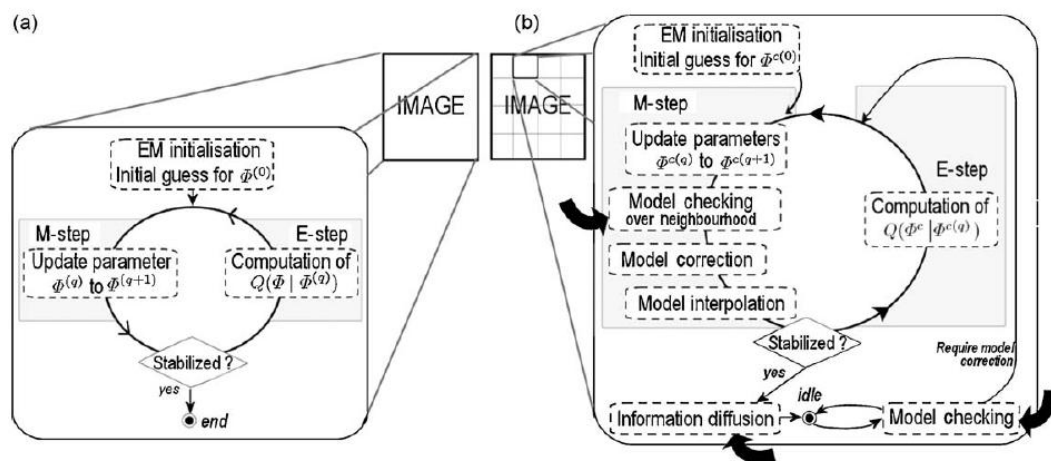 (a)
IMAGE
EM initialisation
Initial guess for Φ^(0)
M-step
Update parameter
Φ^(q) to Φ^(q+1)
E-step
Computation of
Q(Φ | Φ^(q))
Stabilized ?
yes
end
(b)
IMAGE
EM initialisation
Initial guess for Φ^c(0)
M-step
Update parameters
Φ^c(q) to Φ^c(q+1)
Model checking
over neighbourhood
Model correction
Model interpolation
E-step
Computation of
Q(Φ^c | Φ^c(q))
Stabilized ?
yes
Require model
correction
idle
Information diffusion
Model checking